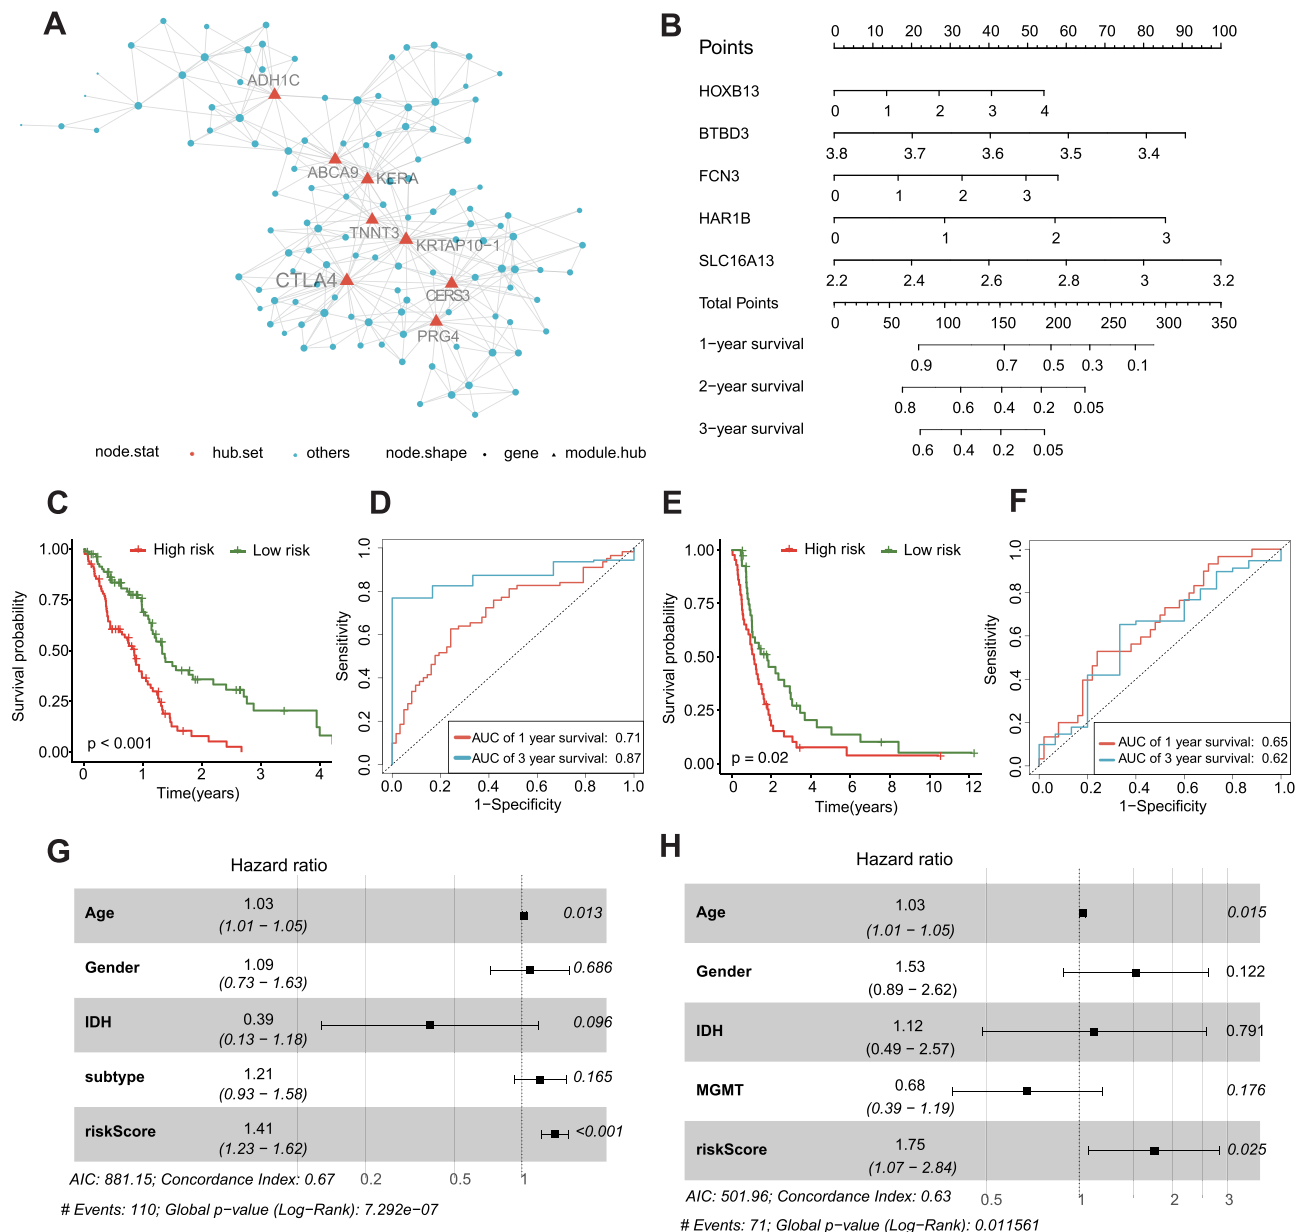 A
ADH1C
ABCA9
KERA
TNNT3
KRTAP10−1
CTLA4
CERS3
PRG4
node.stat hub.set others node.shape gene module.hub
B
Points
0 10 20 30 40 50 60 70 80 90 100
HOXB13
0 1 2 3 4
BTBD3
3.8 3.7 3.6 3.5 3.4
FCN3
0 1 2 3
HAR1B
0 1 2 3
SLC16A13
2.2 2.4 2.6 2.8 3 3.2
Total Points
0 50 100 150 200 250 300 350
1−year survival
0.9 0.7 0.5 0.3 0.1
2−year survival
0.8 0.6 0.4 0.2 0.05
3−year survival
0.6 0.4 0.2 0.05
C
High risk Low risk
Survival probability
1.00
0.75
0.50
0.25
0.00
p < 0.001
0 1 2 3 4
Time(years)
D
Sensitivity
1.0
0.8
0.6
0.4
0.2
0.0
AUC of 1 year survival: 0.71
AUC of 3 year survival: 0.87
0.0 0.2 0.4 0.6 0.8 1.0
1−Specificity
E
High risk Low risk
Survival probability
1.00
0.75
0.50
0.25
0.00
p = 0.02
0 2 4 6 8 10 12
Time(years)
F
Sensitivity
1.0
0.8
0.6
0.4
0.2
0.0
AUC of 1 year survival: 0.65
AUC of 3 year survival: 0.62
0.0 0.2 0.4 0.6 0.8 1.0
1−Specificity
G
Hazard ratio
Age 1.03 0.013
(1.01 − 1.05)
Gender 1.09 0.686
(0.73 − 1.63)
IDH 0.39 0.096
(0.13 − 1.18)
subtype 1.21 0.165
(0.93 − 1.58)
riskScore 1.41 <0.001
(1.23 − 1.62)
AIC: 881.15; Concordance Index: 0.67
0.2 0.5 1
# Events: 110; Global p−value (Log−Rank): 7.292e−07
H
Hazard ratio
Age 1.03 0.015
(1.01 − 1.05)
Gender 1.53 0.122
(0.89 − 2.62)
IDH 1.12 0.791
(0.49 − 2.57)
MGMT 0.68 0.176
(0.39 − 1.19)
riskScore 1.75 0.025
(1.07 − 2.84)
AIC: 501.96; Concordance Index: 0.63
0.5 1 2 3
# Events: 71; Global p−value (Log−Rank): 0.011561